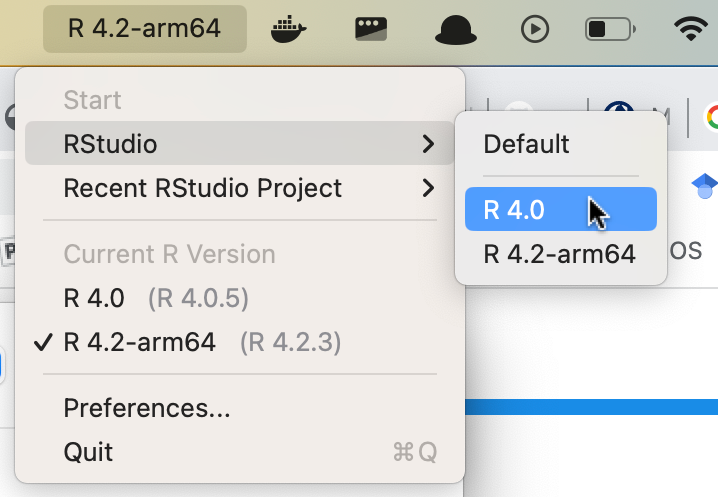 R 4.2-arm64
Start
RStudio
Recent RStudio Project
Current R Version
R 4.0 (R 4.0.5)
R 4.2-arm64 (R 4.2.3)
Preferences...
Quit ⌘Q
Default
R 4.0
R 4.2-arm64
OS